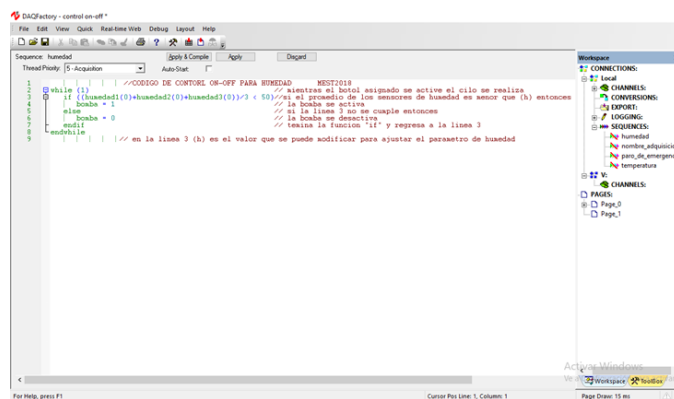 DAQFactory - control on-off *
File Edit View Quick Real-time Web Debug Layout Help
Sequence: humedad Apply & Compile Apply Discard
Thread Priority: 5 - Acquisition Auto-Start:
1 //CODIGO DE CONTORL ON-OFF PARA HUMEDAD MEST2018
2 while (1) // mientras el botol asignado se active el cilo se realiza
3 if ((humedad1(0)+humedad2(0)+humedad3(0))/3 < 50)//si el promedio de los sensores de humedad es menor que (h) entonces
4 bomba = 1 // la bomba se activa
5 else // si la linea 3 no se cumple entonces
6 bomba = 0 // la bomba se desactiva
7 endif // temina la funcion "if" y regresa a la linea 3
8 endwhile
9 // en la linea 3 (h) es el valor que se puede modificar para ajustar el parametro de humedad
Workspace
CONNECTIONS:
Local
CHANNELS:
CONVERSIONS:
EXPORT:
LOGGING:
SEQUENCES:
humedad
nombre_adquisicio
paro_de_emergen
temperatura
V:
CHANNELS:
PAGES:
Page_0
Page_1
Activar Windows
Workspace ToolBox
For Help, press F1 Cursor Pos Line: 1, Column: 1 Page Draw: 15 ms